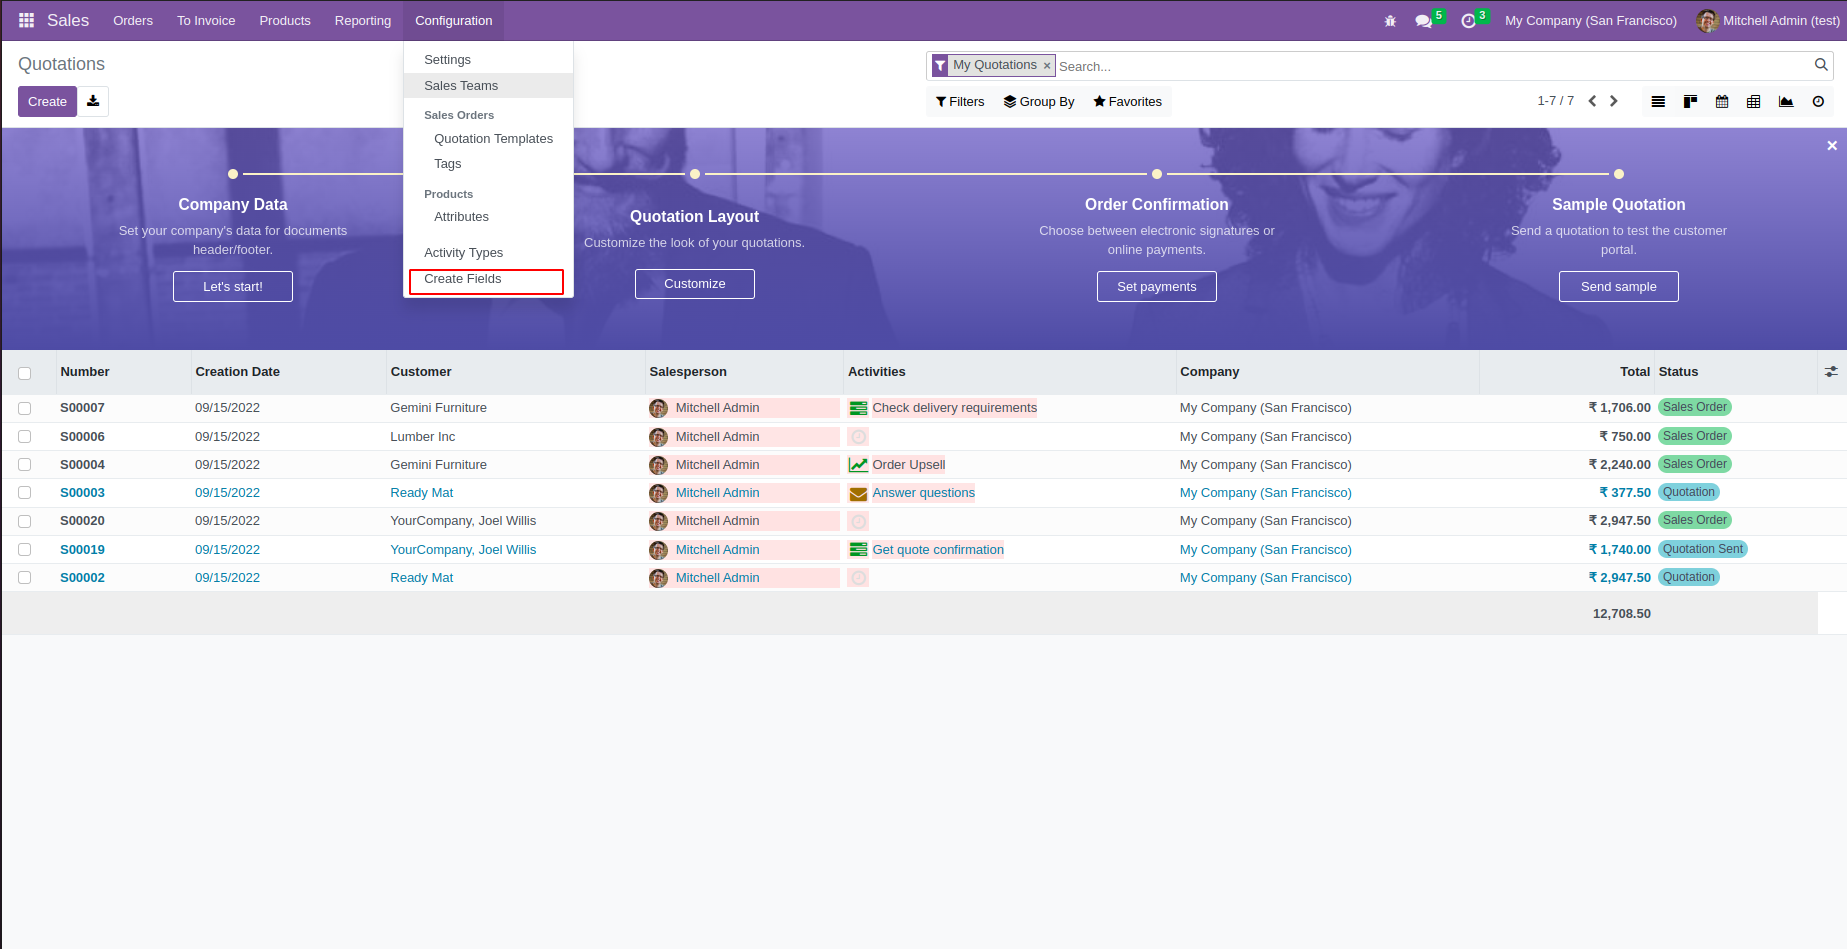 Sales Orders To Invoice Products Reporting Configuration 5 3 My Company (San Francisco) Mitchell Admin (test)
Quotations
Create
My Quotations × Search...
Filters Group By Favorites 1-7 / 7
Settings
Sales Teams
Sales Orders
Quotation Templates
Tags
Products
Attributes
Activity Types
Create Fields
Company Data
Set your company's data for documents
header/footer.
Let's start!
Quotation Layout
Customize the look of your quotations.
Customize
Order Confirmation
Choose between electronic signatures or
online payments.
Set payments
Sample Quotation
Send a quotation to test the customer
portal.
Send sample
Number Creation Date Customer Salesperson Activities Company Total Status
S00007 09/15/2022 Gemini Furniture Mitchell Admin Check delivery requirements My Company (San Francisco) ₹ 1,706.00 Sales Order
S00006 09/15/2022 Lumber Inc Mitchell Admin My Company (San Francisco) ₹ 750.00 Sales Order
S00004 09/15/2022 Gemini Furniture Mitchell Admin Order Upsell My Company (San Francisco) ₹ 2,240.00 Sales Order
S00003 09/15/2022 Ready Mat Mitchell Admin Answer questions My Company (San Francisco) ₹ 377.50 Quotation
S00020 09/15/2022 YourCompany, Joel Willis Mitchell Admin My Company (San Francisco) ₹ 2,947.50 Sales Order
S00019 09/15/2022 YourCompany, Joel Willis Mitchell Admin Get quote confirmation My Company (San Francisco) ₹ 1,740.00 Quotation Sent
S00002 09/15/2022 Ready Mat Mitchell Admin My Company (San Francisco) ₹ 2,947.50 Quotation
12,708.50